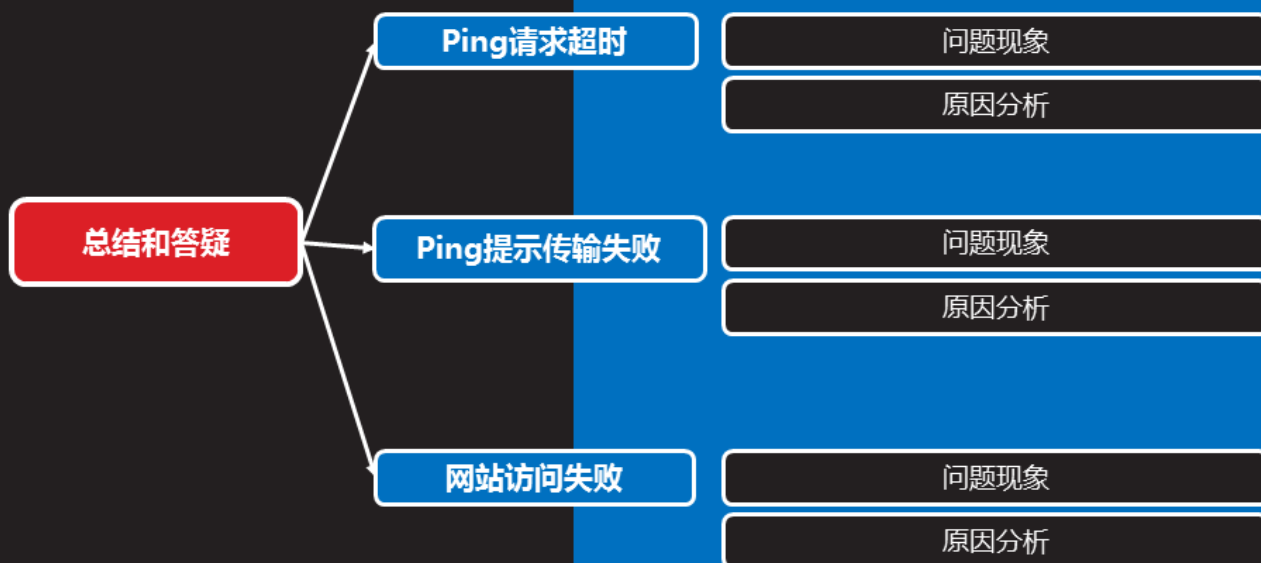 Ping请求超时
问题现象
原因分析
总结和答疑
Ping提示传输失败
问题现象
原因分析
网站访问失败
问题现象
原因分析